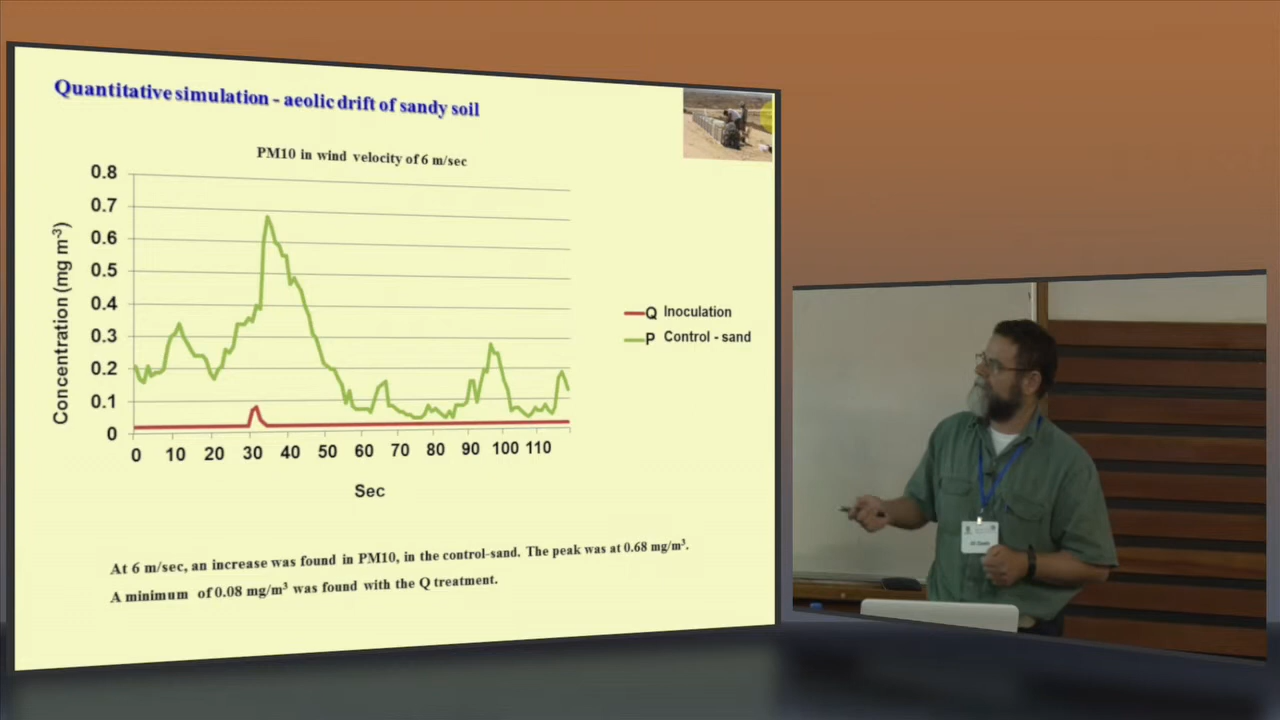 Quantitative simulation - aeolic drift of sandy soil
PM10 in wind velocity of 6 m/sec
0.8
0.7
0.6
0.5
0.4
0.3
0.2
0.1
0
Concentration (mg m⁻³)
0 10 20 30 40 50 60 70 80 90 100 110
Sec
Q Inoculation
P Control - sand
At 6 m/sec, an increase was found in PM10, in the control-sand. The peak was at 0.68 mg/m³.
A minimum of 0.08 mg/m³ was found with the Q treatment.